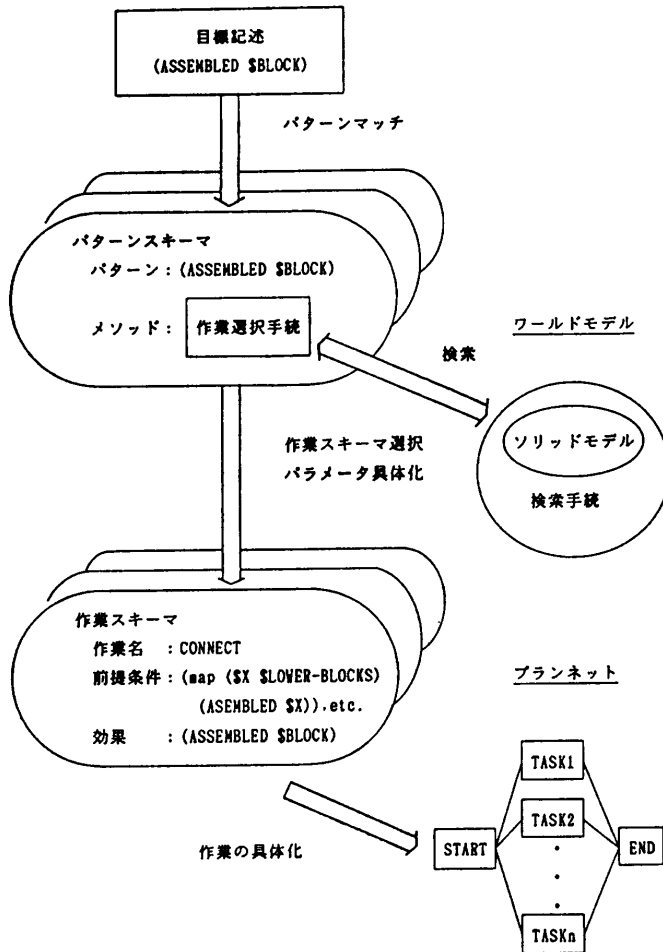 目標記述
(ASSEMBLED $BLOCK)
パターンマッチ
パターンスキーマ
パターン：(ASSEMBLED $BLOCK)
メソッド：
作業選択手続
検索
ワールドモデル
ソリッドモデル
検索手続
作業スキーマ選択
パラメータ具体化
作業スキーマ
作業名　：CONNECT
前提条件：(map ($X $LOWER-BLOCKS)
(ASEMBLED $X)),etc.
効果　　：(ASSEMBLED $BLOCK)
プランネット
作業の具体化
START
TASK1
TASK2
・
・
・
TASKn
END